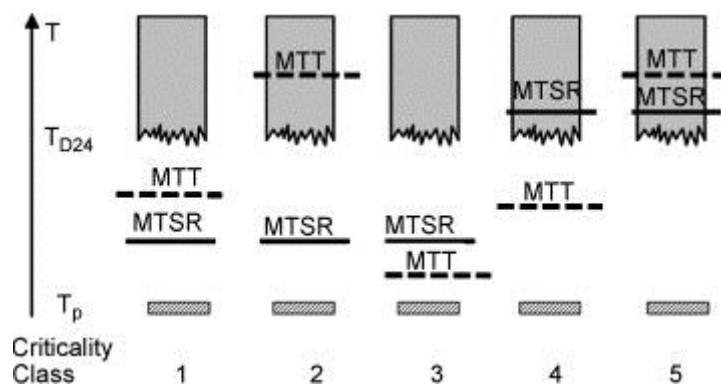 T
MTT
MTT
MTSR
MTSR
T_D24
MTT
MTT
MTSR
MTSR
MTSR
MTT
T_p
Criticality
Class 1 2 3 4 5